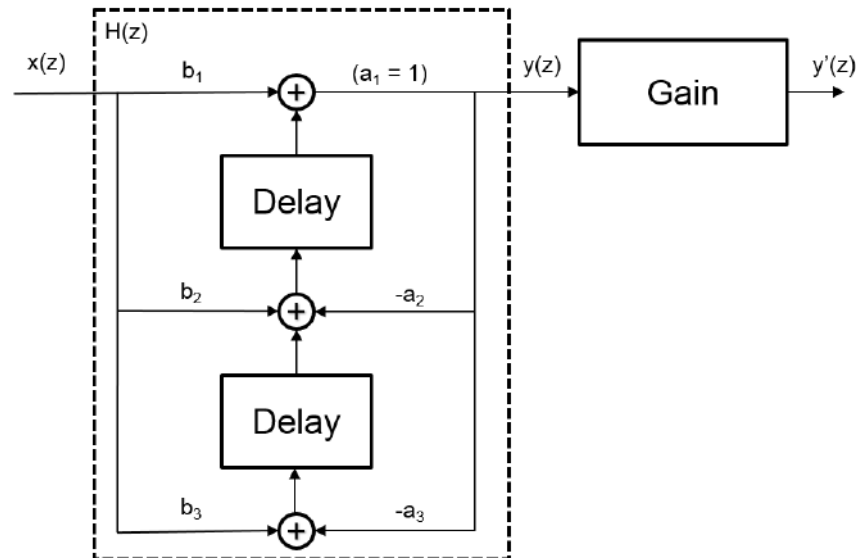 H(z)
x(z)
b₁
+
(a₁ = 1)
y(z)
Gain
y'(z)
Delay
b₂
+
-a₂
Delay
b₃
+
-a₃